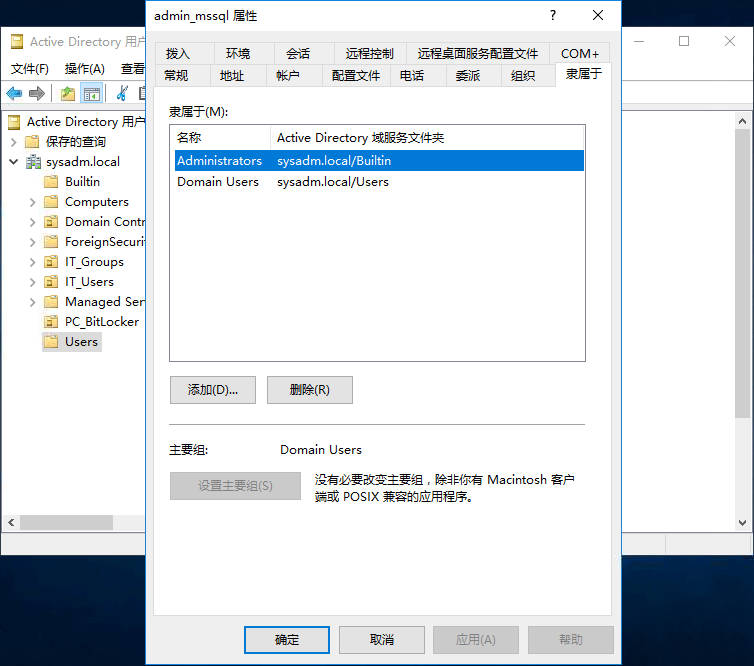 Active Directory 用户
admin_mssql 属性
文件(F) 操作(A) 查看
拨入 环境 会话 远程控制 远程桌面服务配置文件 COM+
常规 地址 帐户 配置文件 电话 委派 组织 隶属于
Active Directory 用户
保存的查询
sysadm.local
Builtin
Computers
Domain Contr
ForeignSecurit
IT_Groups
IT_Users
Managed Ser
PC_BitLocker
Users
隶属于(M):
名称 Active Directory 域服务文件夹
Administrators sysadm.local/Builtin
Domain Users sysadm.local/Users
添加(D)... 删除(R)
主要组: Domain Users
设置主要组(S)
没有必要改变主要组，除非你有 Macintosh 客户
端或 POSIX 兼容的应用程序。
确定 取消 应用(A) 帮助